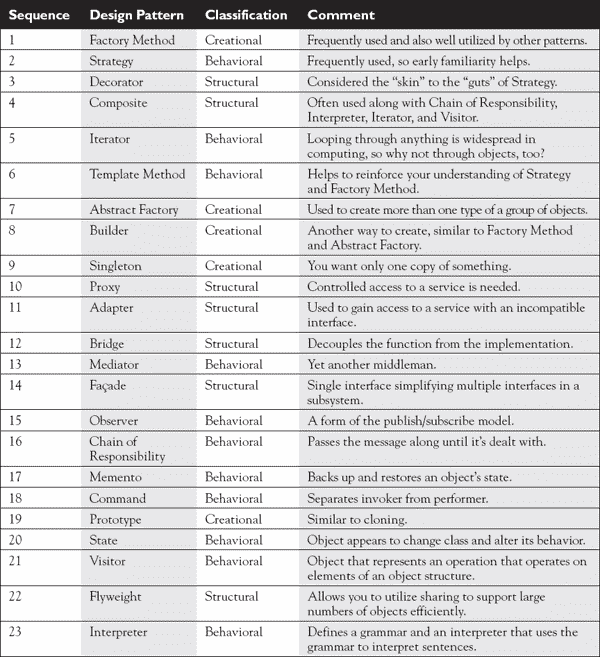 Sequence Design Pattern Classification Comment
1 Factory Method Creational Frequently used and also well utilized by other patterns.
2 Strategy Behavioral Frequently used, so early familiarity helps.
3 Decorator Structural Considered the “skin” to the “guts” of Strategy.
4 Composite Structural Often used along with Chain of Responsibility,
Interpreter, Iterator, and Visitor.
5 Iterator Behavioral Looping through anything is widespread in
computing, so why not through objects, too?
6 Template Method Behavioral Helps to reinforce your understanding of Strategy
and Factory Method.
7 Abstract Factory Creational Used to create more than one type of a group of objects.
8 Builder Creational Another way to create, similar to Factory Method
and Abstract Factory.
9 Singleton Creational You want only one copy of something.
10 Proxy Structural Controlled access to a service is needed.
11 Adapter Structural Used to gain access to a service with an incompatible
interface.
12 Bridge Structural Decouples the function from the implementation.
13 Mediator Behavioral Yet another middleman.
14 Façade Structural Single interface simplifying multiple interfaces in a
subsystem.
15 Observer Behavioral A form of the publish/subscribe model.
16 Chain of Behavioral Passes the message along until it’s dealt with.
Responsibility
17 Memento Behavioral Backs up and restores an object’s state.
18 Command Behavioral Separates invoker from performer.
19 Prototype Creational Similar to cloning.
20 State Behavioral Object appears to change class and alter its behavior.
21 Visitor Behavioral Object that represents an operation that operates on
elements of an object structure.
22 Flyweight Structural Allows you to utilize sharing to support large
numbers of objects efficiently.
23 Interpreter Behavioral Defines a grammar and an interpreter that uses the
grammar to interpret sentences.